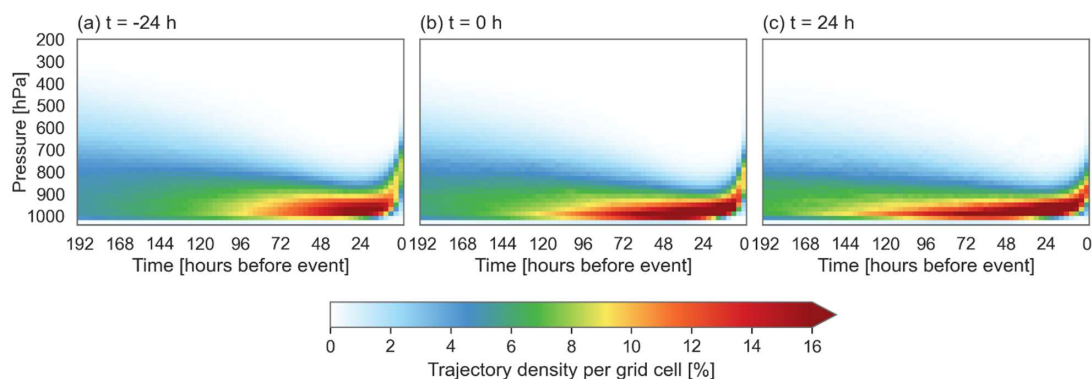 (a) t = -24 h
(b) t = 0 h
(c) t = 24 h
200
300
400
500
600
700
800
900
1000
Pressure [hPa]
192 168 144 120 96 72 48 24 0
192 168 144 120 96 72 48 24 0
192 168 144 120 96 72 48 24 0
Time [hours before event]
Time [hours before event]
Time [hours before event]
0 2 4 6 8 10 12 14 16
Trajectory density per grid cell [%]